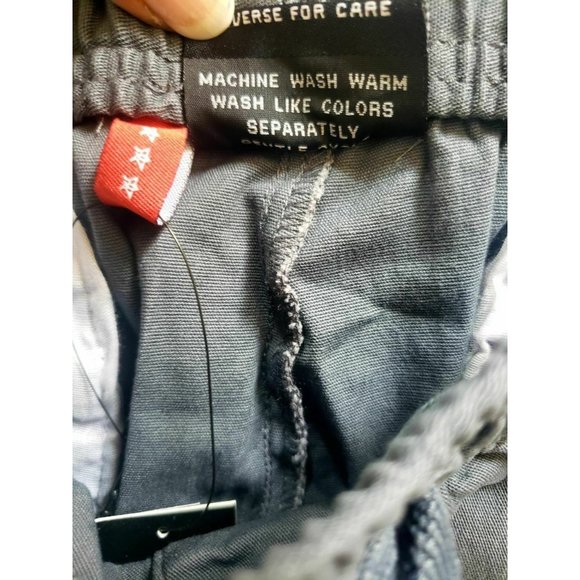 VERSE FOR CARE
MACHINE WASH WARM
WASH LIKE COLORS
SEPARATELY